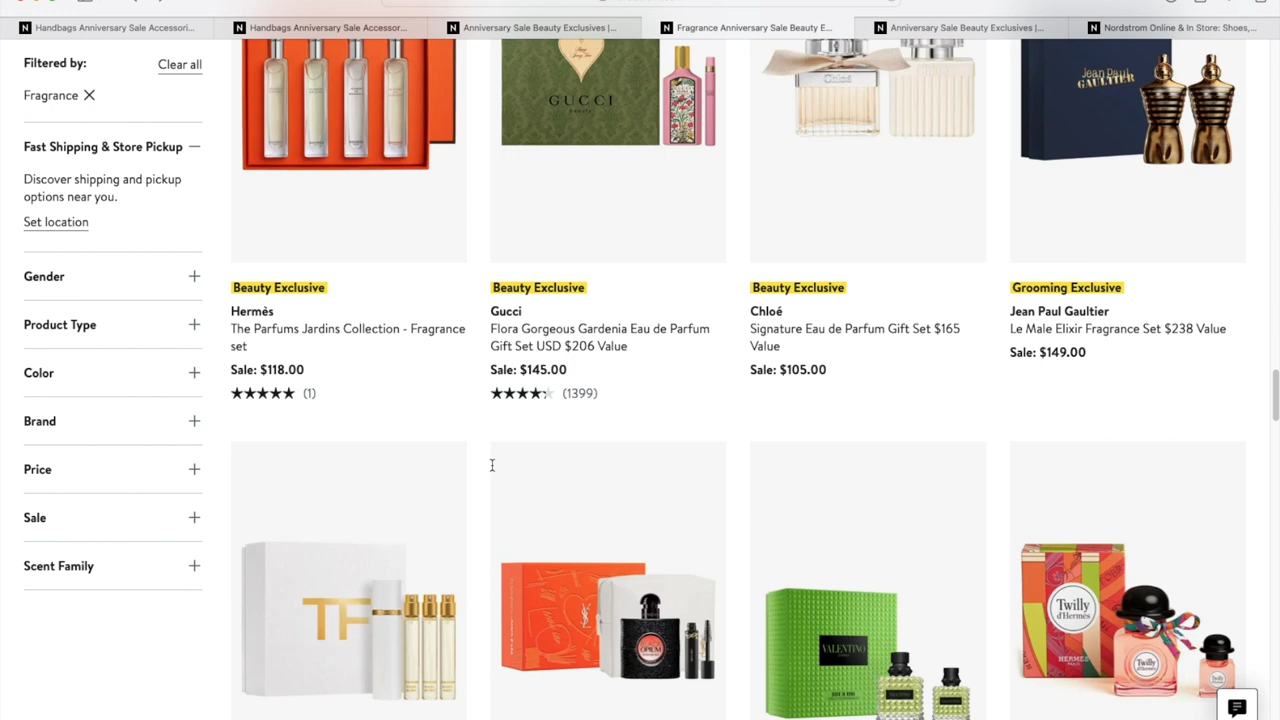 Handbags Anniversary Sale Accessori...
Handbags Anniversary Sale Accessor...
Anniversary Sale Beauty Exclusives |...
Fragrance Anniversary Sale Beauty E...
Anniversary Sale Beauty Exclusives |...
Nordstrom Online & In Store: Shoes,...
Filtered by:
Clear all
Fragrance
Fast Shipping & Store Pickup
Discover shipping and pickup
options near you.
Set location
Gender
Product Type
Color
Brand
Price
Sale
Scent Family
GUCCI
beauty
Chloé
Jean Paul
GAULTIER
Beauty Exclusive
Hermès
The Parfums Jardins Collection - Fragrance
set
Sale: $118.00
(1)
Beauty Exclusive
Gucci
Flora Gorgeous Gardenia Eau de Parfum
Gift Set USD $206 Value
Sale: $145.00
(1399)
Beauty Exclusive
Chloé
Signature Eau de Parfum Gift Set $165
Value
Sale: $105.00
Grooming Exclusive
Jean Paul Gaultier
Le Male Elixir Fragrance Set $238 Value
Sale: $149.00
TF
OPIUM
VALENTINO
Twilly
d'Hermès
HERMÈS
PARIS
Twilly
Twilly